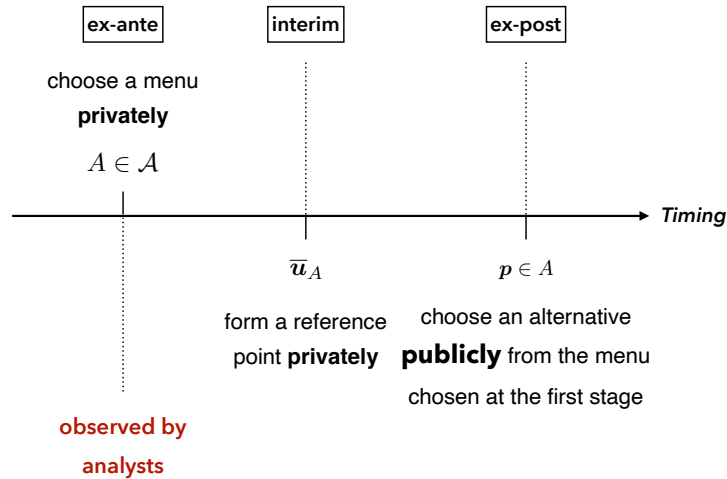 ex-ante
interim
ex-post
choose a menu
privately
A ∈ 𝒜
Timing
u̅_A
p ∈ A
form a reference
point privately
choose an alternative
publicly from the menu
chosen at the first stage
observed by
analysts